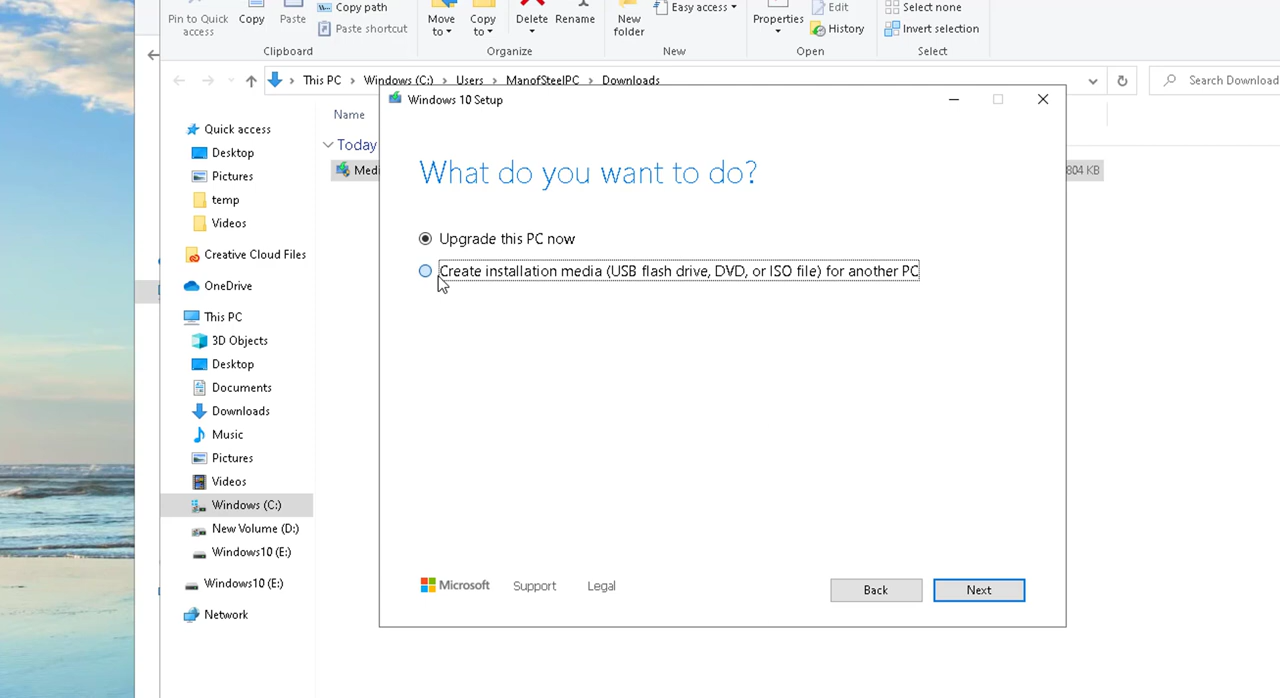 Pin to Quick access
Copy
Paste
Copy path
Paste shortcut
Clipboard
Move to
Copy to
Delete
Rename
Organize
New folder
Easy access
New
Properties
Edit
History
Open
Select none
Invert selection
Select
This PC > Windows (C:) > Users > ManofSteelPC > Downloads
Search Download
Name
Today
Medi
804 KB
Quick access
Desktop
Pictures
temp
Videos
Creative Cloud Files
OneDrive
This PC
3D Objects
Desktop
Documents
Downloads
Music
Pictures
Videos
Windows (C:)
New Volume (D:)
Windows10 (E:)
Windows10 (E:)
Network
Windows 10 Setup
What do you want to do?
Upgrade this PC now
Create installation media (USB flash drive, DVD, or ISO file) for another PC
Microsoft
Support
Legal
Back
Next